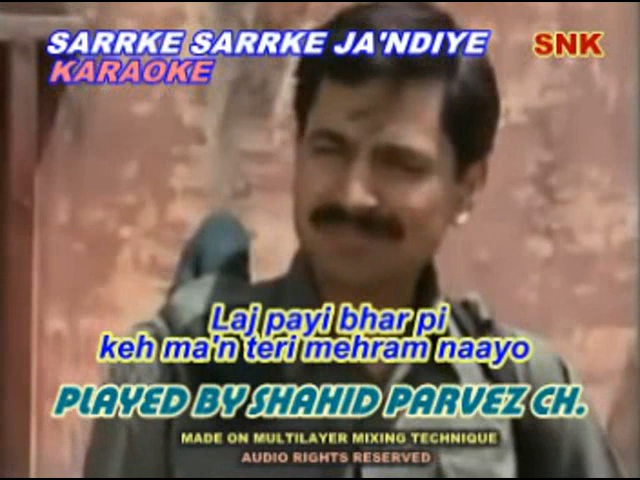 SARRKE SARRKE JA'NDIYE
SNK
KARAOKE
Laj payi bhar pi
keh ma'n teri mehram naayo
PLAYED BY SHAHID PARVEZ CH.
MADE ON MULTILAYER MIXING TECHNIQUE
AUDIO RIGHTS RESERVED